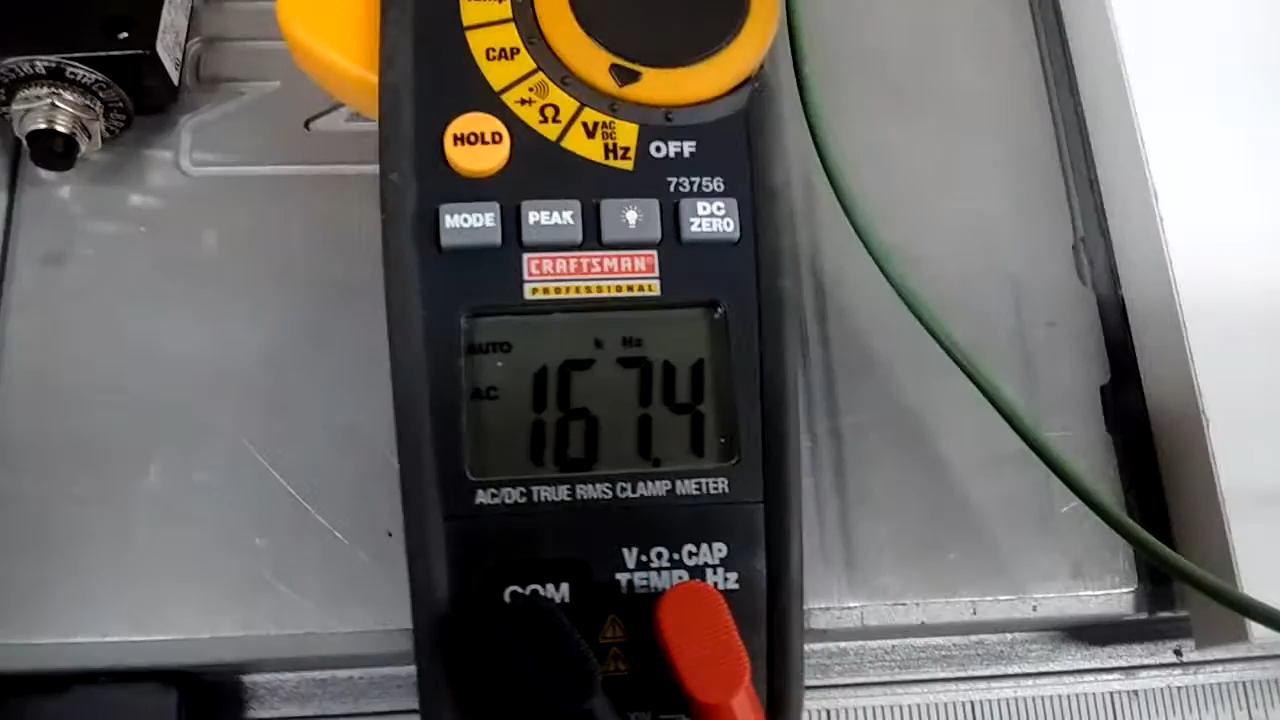 CAP
Ω
HOLD
V AC DC Hz
OFF
73756
MODE
PEAK
DC ZERO
CRAFTSMAN
PROFESSIONAL
AUTO
k Hz
AC
167.4
AC/DC TRUE RMS CLAMP METER
V·Ω·CAP
TEMP·Hz
COM